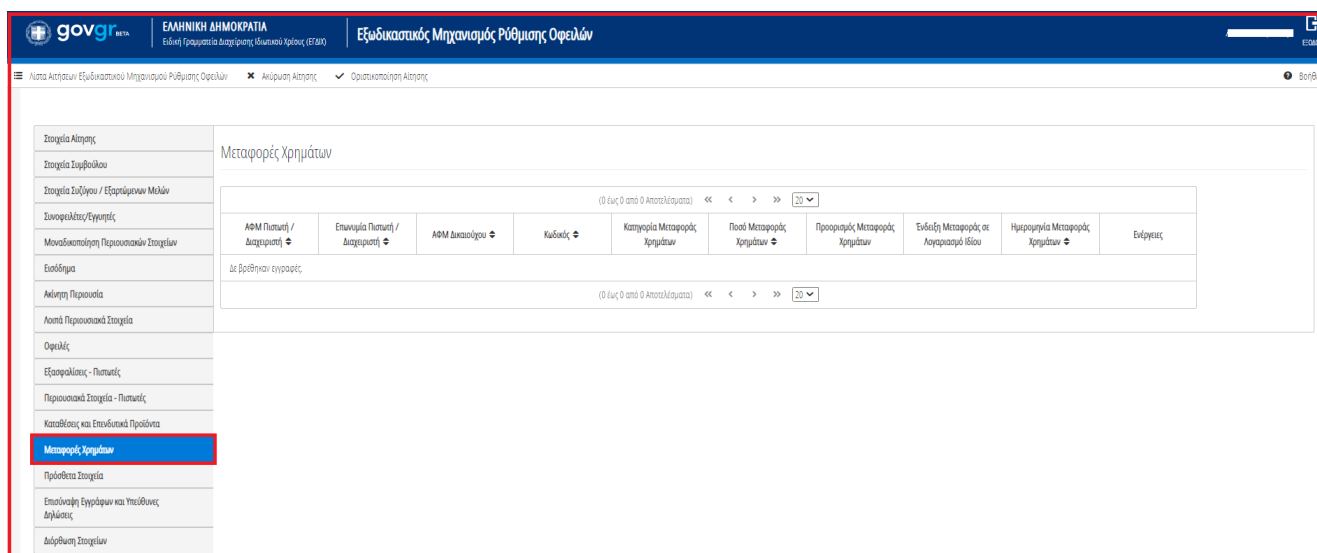 govgr BETA
ΕΛΛΗΝΙΚΗ ΔΗΜΟΚΡΑΤΙΑ
Ειδική Γραμματεία Διαχείρισης Ιδιωτικού Χρέους (ΕΓΔΙΧ)
Εξωδικαστικός Μηχανισμός Ρύθμισης Οφειλών
Λίστα Αιτήσεων Εξωδικαστικού Μηχανισμού Ρύθμισης Οφειλών Ακύρωση Αίτησης Οριστικοποίηση Αίτησης
Στοιχεία Αίτησης
Στοιχεία Συμβούλου
Στοιχεία Συζύγου / Εξαρτώμενων Μελών
Συνοφειλέτες/Εγγυητές
Μοναδικοποίηση Περιουσιακών Στοιχείων
Εισόδημα
Ακίνητη Περιουσία
Λοιπά Περιουσιακά Στοιχεία
Οφειλές
Εξασφαλίσεις - Πιστωτές
Περιουσιακά Στοιχεία - Πιστωτές
Καταθέσεις και Επενδυτικά Προϊόντα
Μεταφορές Χρημάτων
Πρόσθετα Στοιχεία
Επισύναψη Εγγράφων και Υπεύθυνες
Δηλώσεις
Διόρθωση Στοιχείων
Μεταφορές Χρημάτων
(0 έως 0 από 0 Αποτελέσματα) 20
ΑΦΜ Πιστωτή /
Διαχειριστή
Επωνυμία Πιστωτή /
Διαχειριστή
ΑΦΜ Δικαιούχου
Κωδικός
Κατηγορία Μεταφοράς
Χρημάτων
Ποσό Μεταφοράς
Χρημάτων
Προορισμός Μεταφοράς
Χρημάτων
Ένδειξη Μεταφοράς σε
Λογαριασμό Ιδίου
Ημερομηνία Μεταφοράς
Χρημάτων
Ενέργειες
Δε βρέθηκαν εγγραφές.
(0 έως 0 από 0 Αποτελέσματα) 20